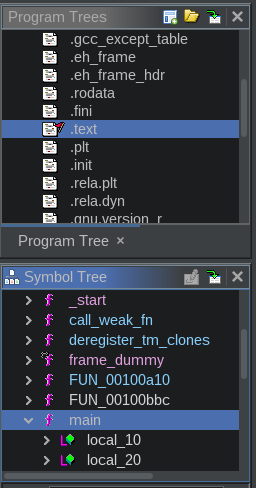 Program Trees
.gcc_except_table
.eh_frame
.eh_frame_hdr
.rodata
.fini
.text
.plt
.init
.rela.plt
.rela.dyn
.gnu.version_r
Program Tree ×
Symbol Tree
_start
call_weak_fn
deregister_tm_clones
frame_dummy
FUN_00100a10
FUN_00100bbc
main
local_10
local_20